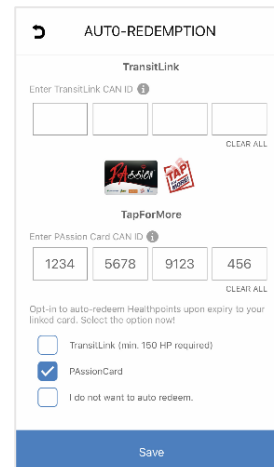 AUTO-REDEMPTION
TransitLink
Enter TransitLink CAN ID i
CLEAR ALL
PAssion
TAP
FOR
MORE
TapForMore
Enter PAssion Card CAN ID i
1234 5678 9123 456
CLEAR ALL
Opt-in to auto-redeem Healthpoints upon expiry to your
linked card. Select the option now!
TransitLink (min. 150 HP required)
PAssionCard
I do not want to auto redeem.
Save